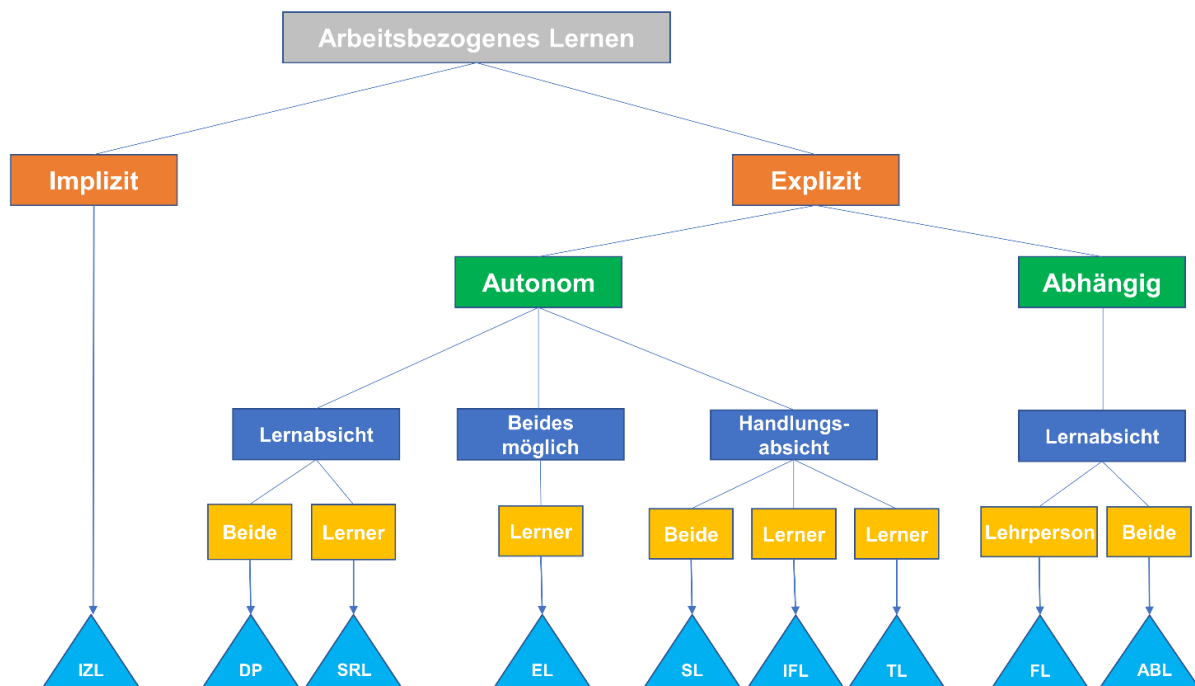 Arbeitsbezogenes Lernen
Implizit
Explizit
Autonom
Abhängig
Lernabsicht
Beides
möglich
Handlungs-
absicht
Lernabsicht
Beide
Lerner
Lerner
Beide
Lerner
Lerner
Lehrperson
Beide
IZL
DP
SRL
EL
SL
IFL
TL
FL
ABL